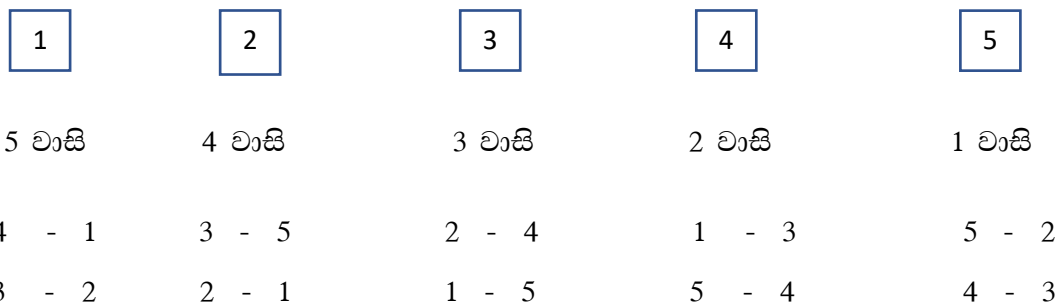 1 2 3 4 5
5 වාසි 4 වාසි 3 වාසි 2 වාසි 1 වාසි
4 - 1 3 - 5 2 - 4 1 - 3 5 - 2
3 - 2 2 - 1 1 - 5 5 - 4 4 - 3